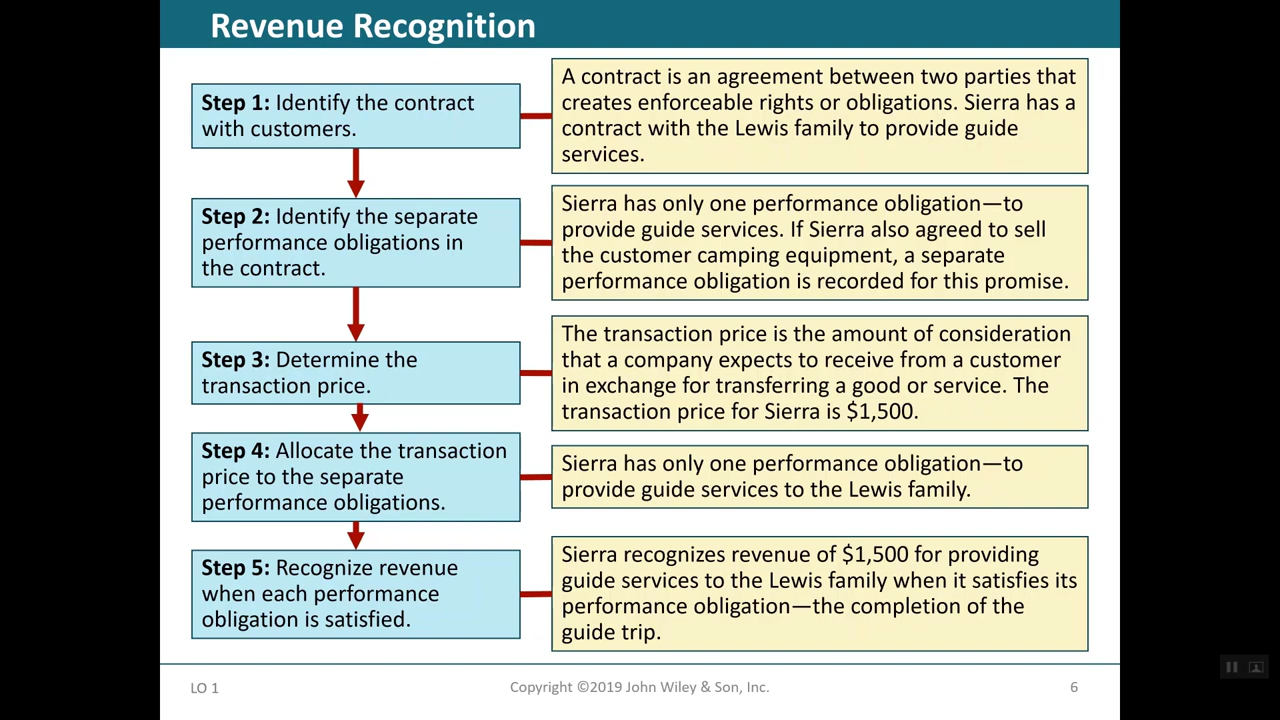 Revenue Recognition
Step 1: Identify the contract
with customers.
A contract is an agreement between two parties that
creates enforceable rights or obligations. Sierra has a
contract with the Lewis family to provide guide
services.
Step 2: Identify the separate
performance obligations in
the contract.
Sierra has only one performance obligation—to
provide guide services. If Sierra also agreed to sell
the customer camping equipment, a separate
performance obligation is recorded for this promise.
Step 3: Determine the
transaction price.
The transaction price is the amount of consideration
that a company expects to receive from a customer
in exchange for transferring a good or service. The
transaction price for Sierra is $1,500.
Step 4: Allocate the transaction
price to the separate
performance obligations.
Sierra has only one performance obligation—to
provide guide services to the Lewis family.
Step 5: Recognize revenue
when each performance
obligation is satisfied.
Sierra recognizes revenue of $1,500 for providing
guide services to the Lewis family when it satisfies its
performance obligation—the completion of the
guide trip.
LO 1
Copyright ©2019 John Wiley & Son, Inc.
6